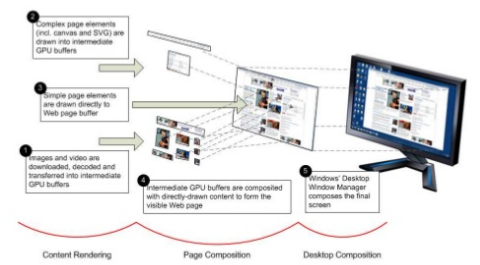 2
Complex page elements
(incl. canvas and SVG) are
drawn into intermediate
GPU buffers
3
Simple page elements
are drawn directly to
Web page buffer
1
Images and video are
downloaded, decoded and
transferred into intermediate
GPU buffers
4
Intermediate GPU buffers are composited
with directly-drawn content to form the
visible Web page
5
Windows' Desktop
Window Manager
composes the final
screen
Content Rendering
Page Composition
Desktop Composition